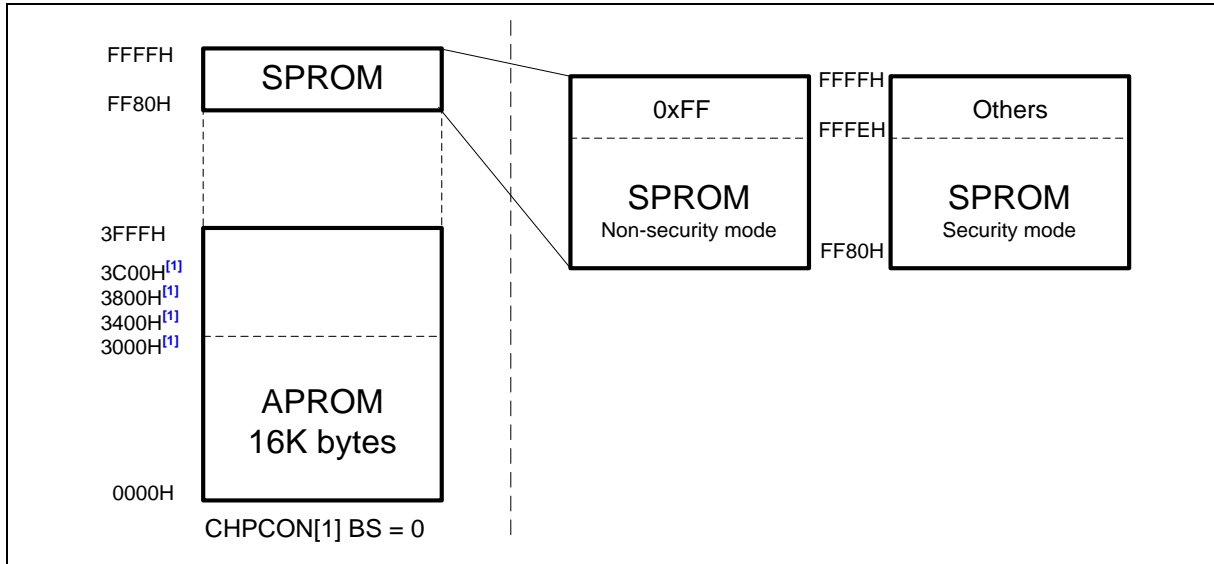 FFFFH
SPROM
FF80H
3FFFH
3C00H[1]
3800H[1]
3400H[1]
3000H[1]
APROM
16K bytes
0000H
CHPCON[1] BS = 0
0xFF
SPROM
Non-security mode
FFFFH
FFFEH
FF80H
Others
SPROM
Security mode